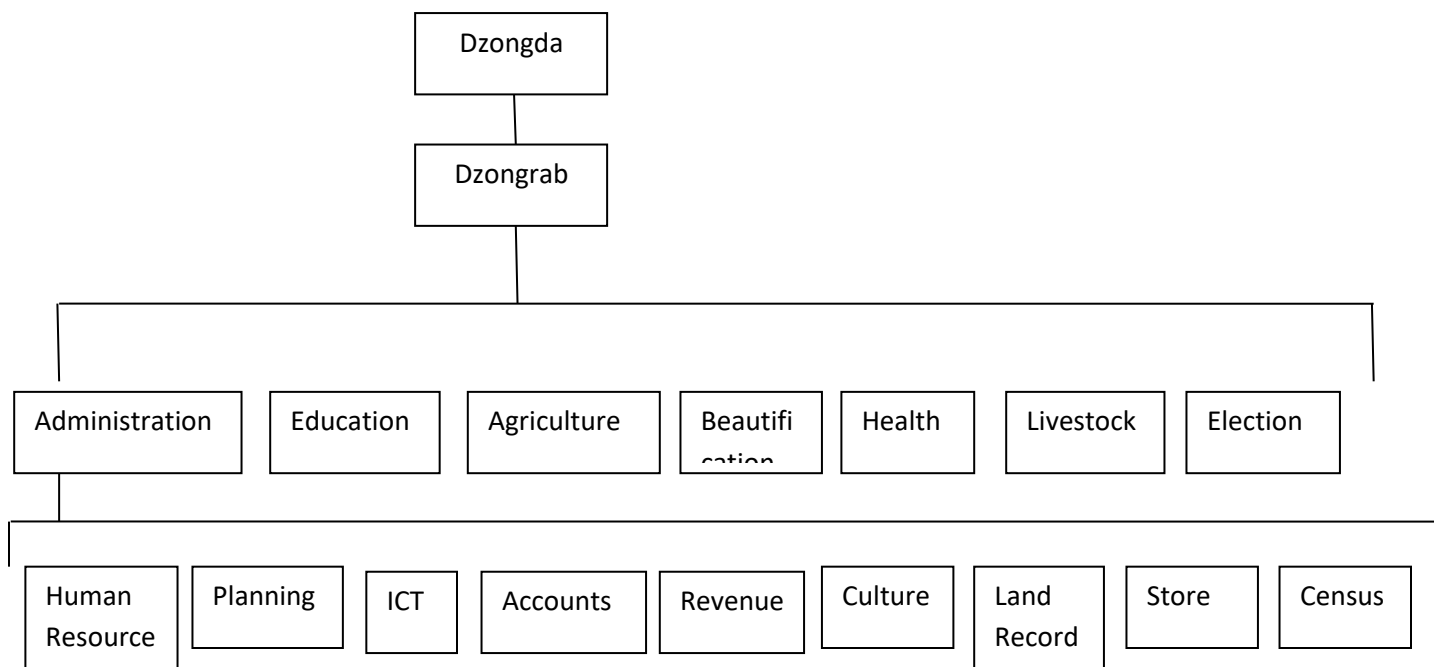 Dzongda
Dzongrab
Administration
Education
Agriculture
Beautifi
cation
Health
Livestock
Election
Human
Resource
Planning
ICT
Accounts
Revenue
Culture
Land
Record
Store
Census